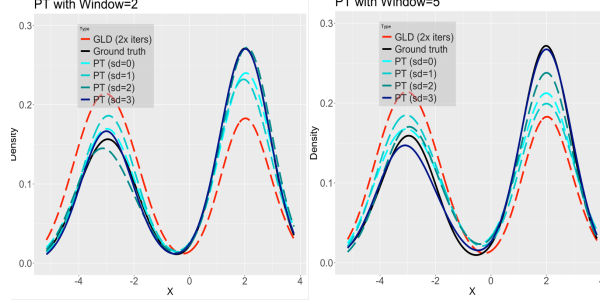 PT with Window=2
Type
GLD (2x iters)
Ground truth
PT (sd=0)
PT (sd=1)
PT (sd=2)
PT (sd=3)
0.3
0.2
0.1
0.0
Density
-4
-2
0
2
4
X
PT with Window=5
Type
GLD (2x iters)
Ground truth
PT (sd=0)
PT (sd=1)
PT (sd=2)
PT (sd=3)
0.3
0.2
0.1
0.0
Density
-4
-2
0
2
4
X